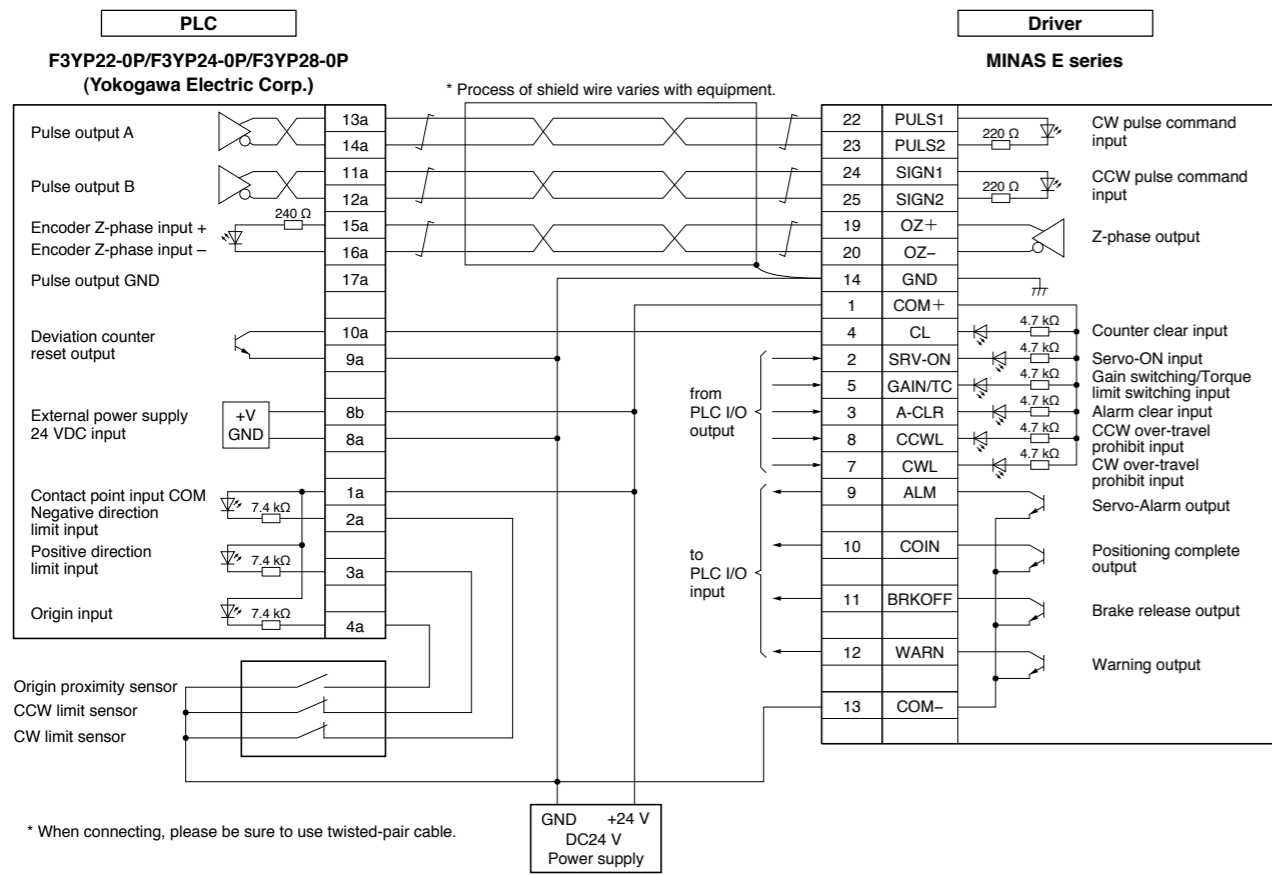 PLC
Driver
F3YP22-0P/F3YP24-0P/F3YP28-0P
(Yokogawa Electric Corp.)
MINAS E series
* Process of shield wire varies with equipment.
Pulse output A
13a
14a
22 PULS1
23 PULS2
220 Ω
CW pulse command
input
Pulse output B
11a
12a
24 SIGN1
25 SIGN2
220 Ω
CCW pulse command
input
Encoder Z-phase input +
Encoder Z-phase input –
240 Ω
15a
16a
19 OZ+
20 OZ–
Z-phase output
Pulse output GND
17a
14 GND
1 COM+
Deviation counter
reset output
10a
9a
4 CL
4.7 kΩ
Counter clear input
from
PLC I/O
output
2 SRV-ON
4.7 kΩ
Servo-ON input
5 GAIN/TC
4.7 kΩ
Gain switching/Torque
limit switching input
External power supply
24 VDC input
+V
GND
8b
8a
3 A-CLR
4.7 kΩ
Alarm clear input
8 CCWL
4.7 kΩ
CCW over-travel
prohibit input
7 CWL
4.7 kΩ
CW over-travel
prohibit input
Contact point input COM
Negative direction
limit input
7.4 kΩ
1a
2a
Positive direction
limit input
7.4 kΩ
3a
Origin input
7.4 kΩ
4a
to
PLC I/O
input
9 ALM
Servo-Alarm output
10 COIN
Positioning complete
output
11 BRKOFF
Brake release output
12 WARN
Warning output
13 COM–
Origin proximity sensor
CCW limit sensor
CW limit sensor
GND +24 V
DC24 V
Power supply
* When connecting, please be sure to use twisted-pair cable.